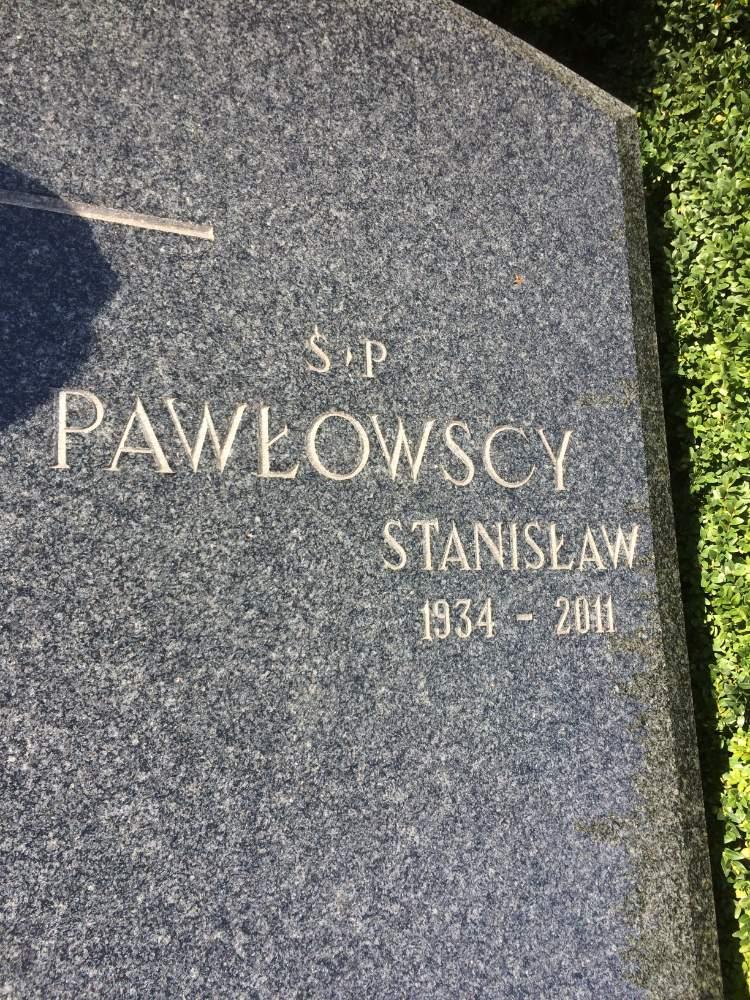 Ś.P
PAWŁOWSCY
STANISŁAW
1934 - 2011